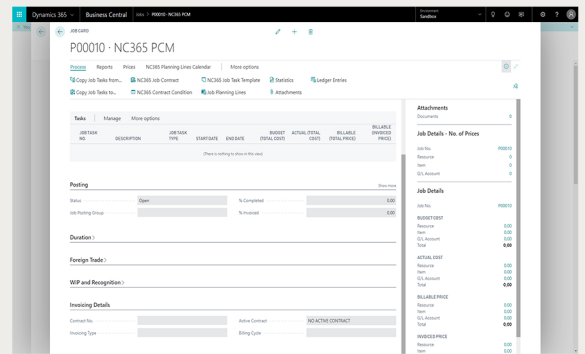 Dynamics 365
Business Central
Jobs > P00010 · NC365 PCM
Environment
Sandbox
?
JOB CARD
P00010 · NC365 PCM
Process Reports Prices NC365 Planning Lines Calendar More options
Copy Job Tasks from... NC365 Job Contract NC365 Job Task Template Statistics Ledger Entries
Copy Job Tasks to... NC365 Contract Condition Job Planning Lines Attachments
Tasks Manage More options
JOB TASK NO. DESCRIPTION JOB TASK TYPE START DATE END DATE BUDGET (TOTAL COST) ACTUAL (TOTAL COST) BILLABLE (TOTAL PRICE) BILLABLE (INVOICED PRICE)
(There is nothing to show in this view)
Posting Show more
Status Open % Completed 0.00
Job Posting Group % Invoiced 0.00
Duration >
Foreign Trade >
WIP and Recognition >
Invoicing Details
Contract No. Active Contract NO ACTIVE CONTRACT
Invoicing Type Billing Cycle
Attachments
Documents 0
Job Details - No. of Prices
Job No. P00010
Resource 0
Item 0
G/L Account 0
Job Details
Job No. P00010
BUDGET COST
Resource 0.00
Item 0.00
G/L Account 0.00
Total 0,00
ACTUAL COST
Resource 0.00
Item 0.00
G/L Account 0.00
Total 0,00
BILLABLE PRICE
Resource 0.00
Item 0.00
G/L Account 0.00
Total 0,00
INVOICED PRICE
Resource 0.00
Item 0.00